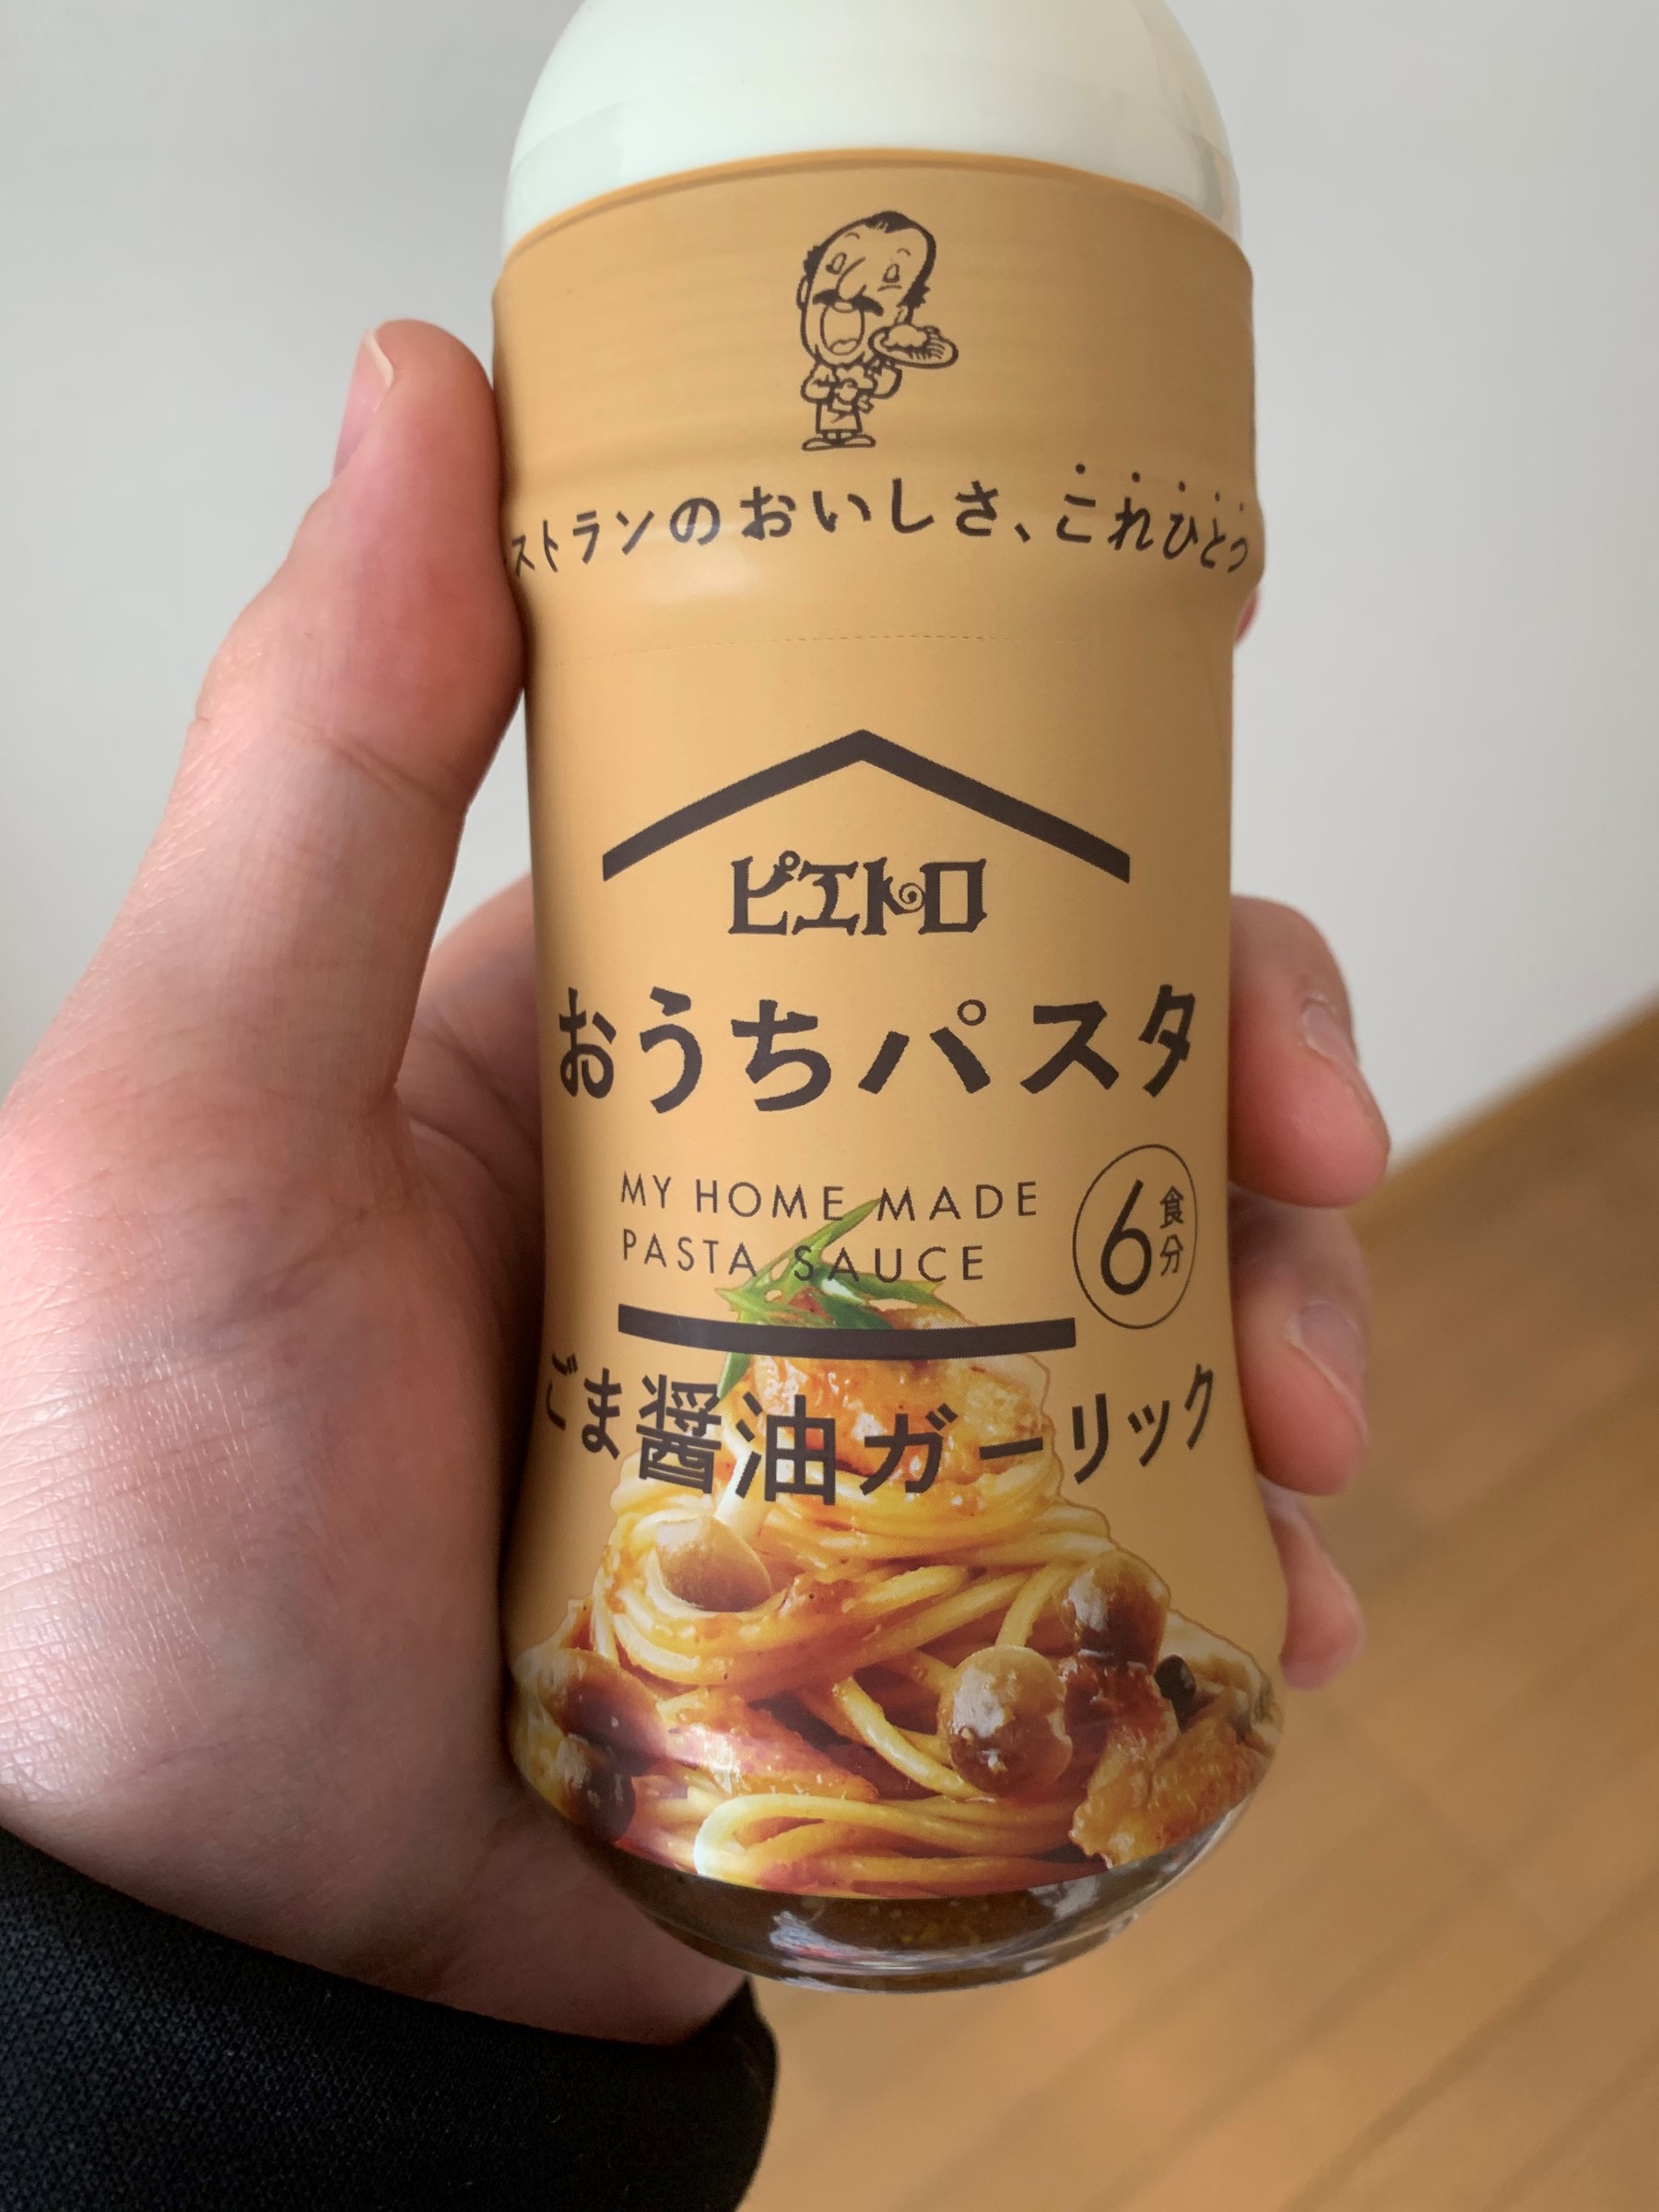 ストランのおいしさ、これひとつ
ピエトロ
おうちパスタ
MY HOME MADE
PASTA SAUCE
6食分
ごま醤油ガーリック